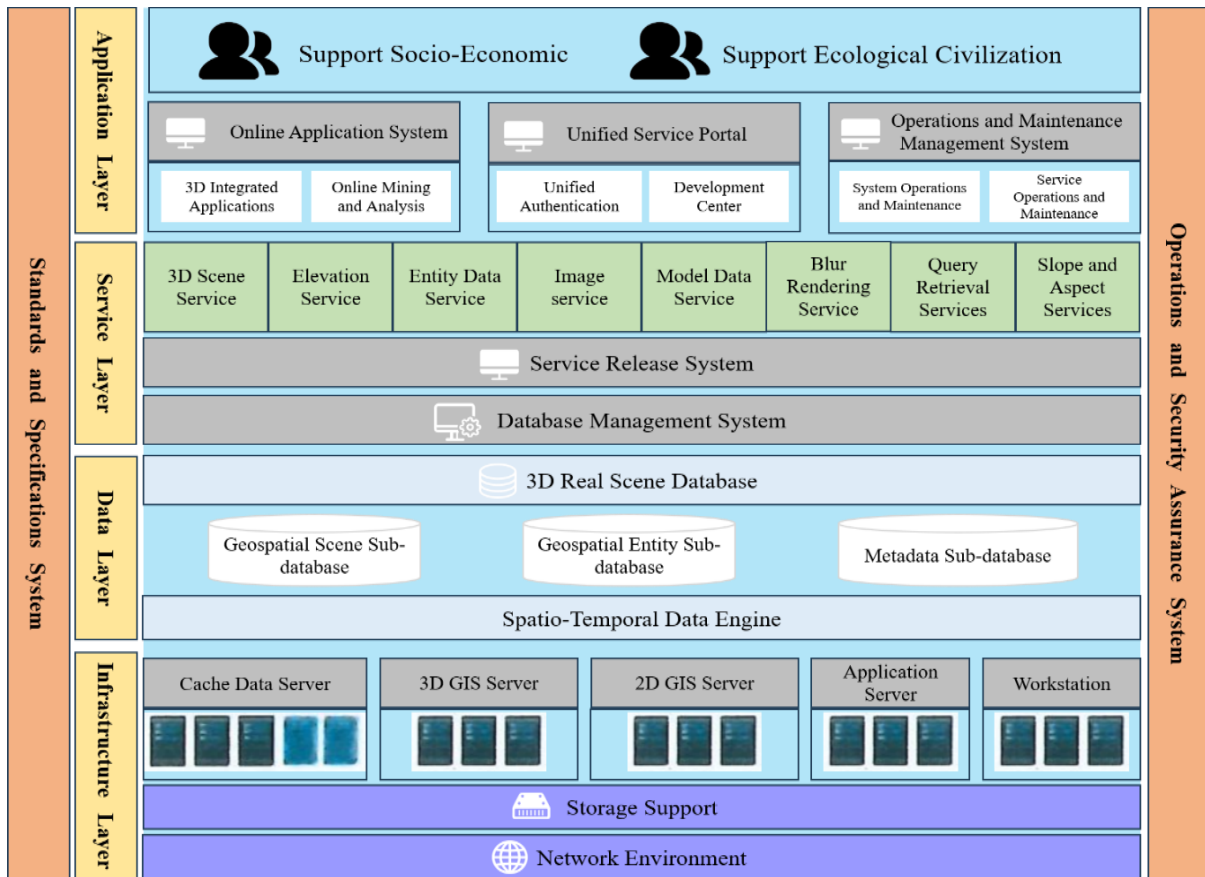 Standards and Specifications System
Application Layer
Support Socio-Economic
Support Ecological Civilization
Online Application System
3D Integrated
Applications
Online Mining
and Analysis
Unified Service Portal
Unified
Authentication
Development
Center
Operations and Maintenance
Management System
System Operations
and Maintenance
Service
Operations and
Maintenance
Service Layer
3D Scene
Service
Elevation
Service
Entity Data
Service
Image
service
Model Data
Service
Blur
Rendering
Service
Query
Retrieval
Services
Slope and
Aspect
Services
Service Release System
Database Management System
Data Layer
3D Real Scene Database
Geospatial Scene Sub-
database
Geospatial Entity Sub-
database
Metadata Sub-database
Spatio-Temporal Data Engine
Infrastructure Layer
Cache Data Server
3D GIS Server
2D GIS Server
Application
Server
Workstation
Storage Support
Network Environment
Operations and Security Assurance System